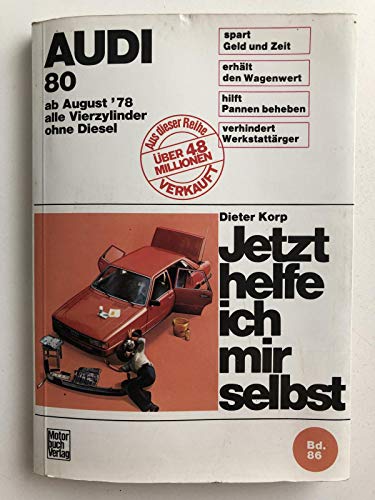 AUDI
80
ab August '78
alle Vierzylinder
ohne Diesel
spart
Geld und Zeit
erhält
den Wagenwert
hilft
Pannen beheben
verhindert
Werkstattärger
Aus dieser Reihe
ÜBER 48
MILLIONEN
VERKAUFT
Dieter Korp
Jetzt
helfe
ich
mir
selbst
Bd.
86
Motor
buch
Verlag